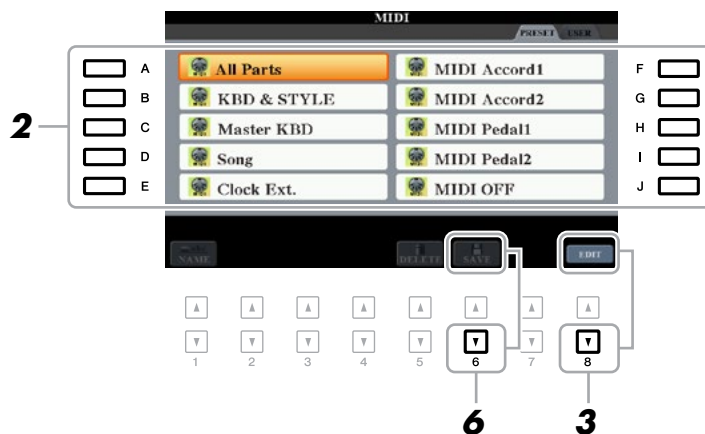 MIDI
PRESET USER
A All Parts MIDI Accord1 F
B KBD & STYLE MIDI Accord2 G
2
C Master KBD MIDI Pedal1 H
D Song MIDI Pedal2 I
E Clock Ext. MIDI OFF J
NAME DELETE SAVE EDIT
1 2 3 4 5 6 7 8
6 3